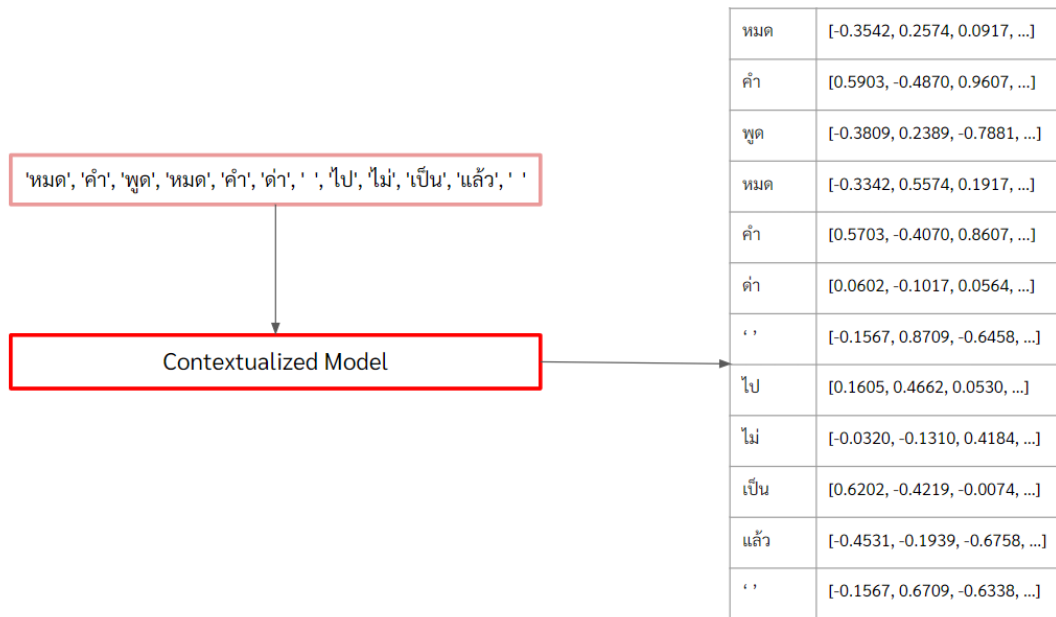 'หมด', 'คำ', 'พูด', 'หมด', 'คำ', 'ด่า', ' ', 'ไป', 'ไม่', 'เป็น', 'แล้ว', ' '
Contextualized Model
หมด [-0.3542, 0.2574, 0.0917, ...]
คำ [0.5903, -0.4870, 0.9607, ...]
พูด [-0.3809, 0.2389, -0.7881, ...]
หมด [-0.3342, 0.5574, 0.1917, ...]
คำ [0.5703, -0.4070, 0.8607, ...]
ด่า [0.0602, -0.1017, 0.0564, ...]
‘ ’ [-0.1567, 0.8709, -0.6458, ...]
ไป [0.1605, 0.4662, 0.0530, ...]
ไม่ [-0.0320, -0.1310, 0.4184, ...]
เป็น [0.6202, -0.4219, -0.0074, ...]
แล้ว [-0.4531, -0.1939, -0.6758, ...]
‘ ’ [-0.1567, 0.6709, -0.6338, ...]